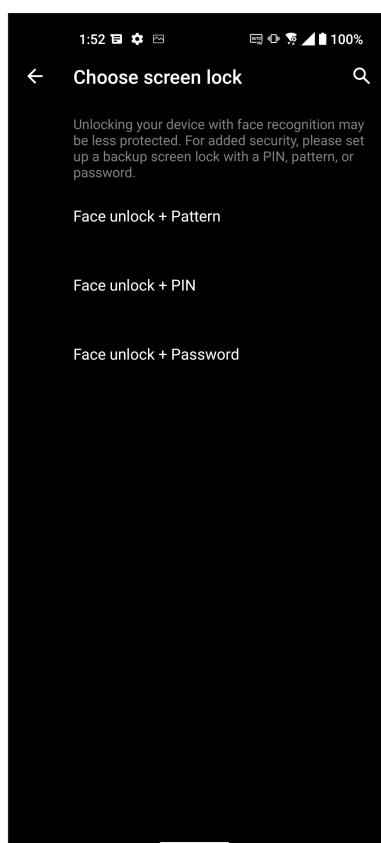 1:52 100%
Choose screen lock
Unlocking your device with face recognition may
be less protected. For added security, please set
up a backup screen lock with a PIN, pattern, or
password.
Face unlock + Pattern
Face unlock + PIN
Face unlock + Password